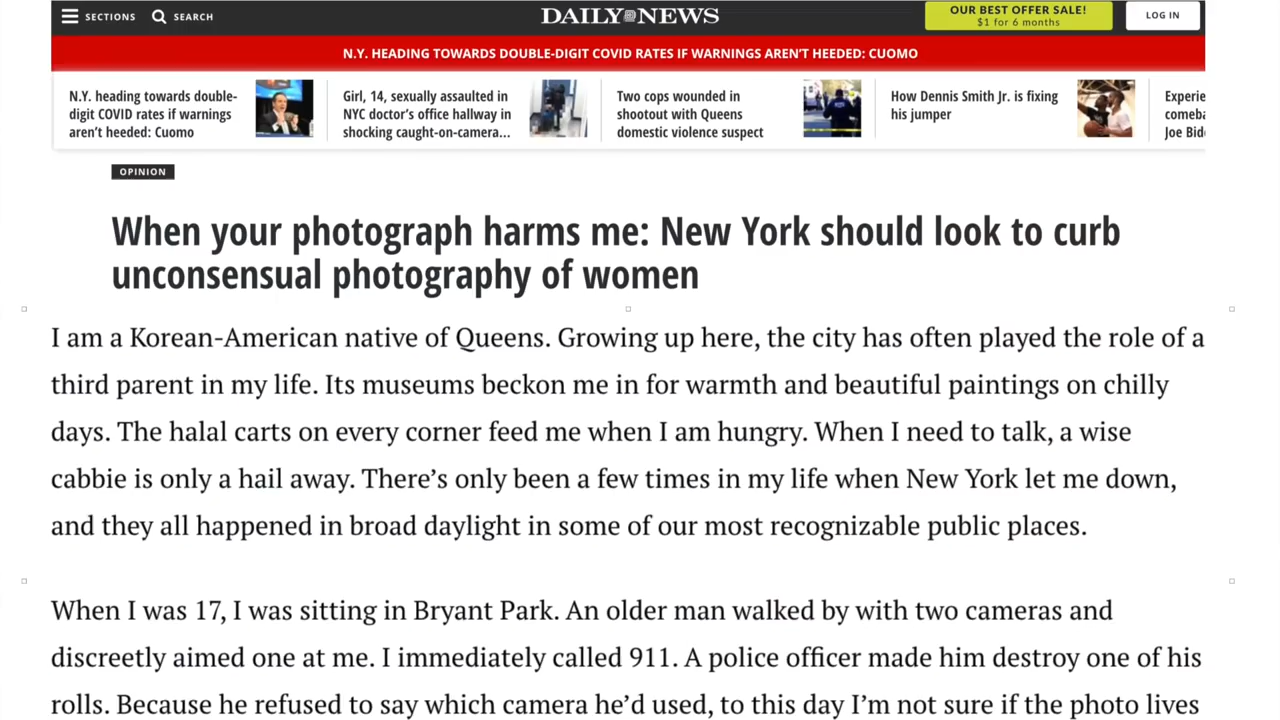 SECTIONS SEARCH DAILY NEWS OUR BEST OFFER SALE! LOG IN
$1 for 6 months
N.Y. HEADING TOWARDS DOUBLE-DIGIT COVID RATES IF WARNINGS AREN'T HEEDED: CUOMO
N.Y. heading towards double-
digit COVID rates if warnings
aren't heeded: Cuomo
Girl, 14, sexually assaulted in
NYC doctor's office hallway in
shocking caught-on-camera...
Two cops wounded in
shootout with Queens
domestic violence suspect
How Dennis Smith Jr. is fixing
his jumper
Experie
comeba
Joe Bid
OPINION
When your photograph harms me: New York should look to curb
unconsensual photography of women
I am a Korean-American native of Queens. Growing up here, the city has often played the role of a
third parent in my life. Its museums beckon me in for warmth and beautiful paintings on chilly
days. The halal carts on every corner feed me when I am hungry. When I need to talk, a wise
cabbie is only a hail away. There's only been a few times in my life when New York let me down,
and they all happened in broad daylight in some of our most recognizable public places.
When I was 17, I was sitting in Bryant Park. An older man walked by with two cameras and
discreetly aimed one at me. I immediately called 911. A police officer made him destroy one of his
rolls. Because he refused to say which camera he'd used, to this day I'm not sure if the photo lives